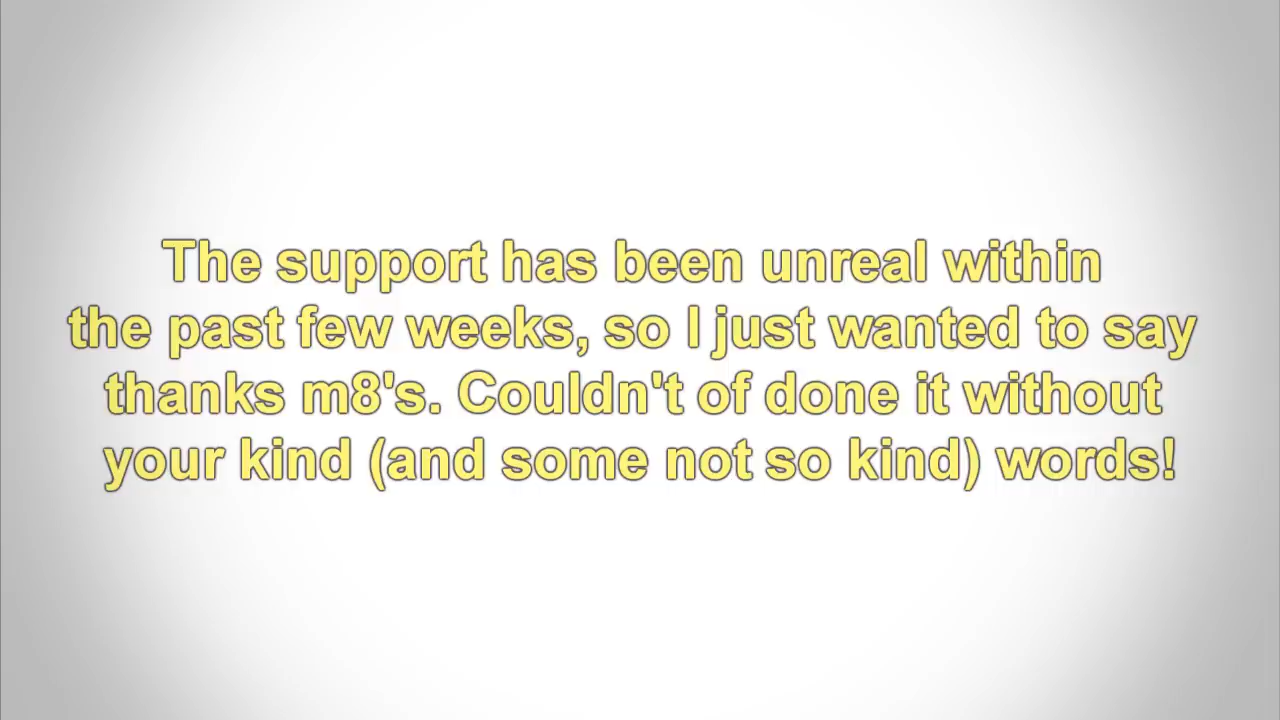 The support has been unreal within
the past few weeks, so I just wanted to say
thanks m8's. Couldn't of done it without
your kind (and some not so kind) words!